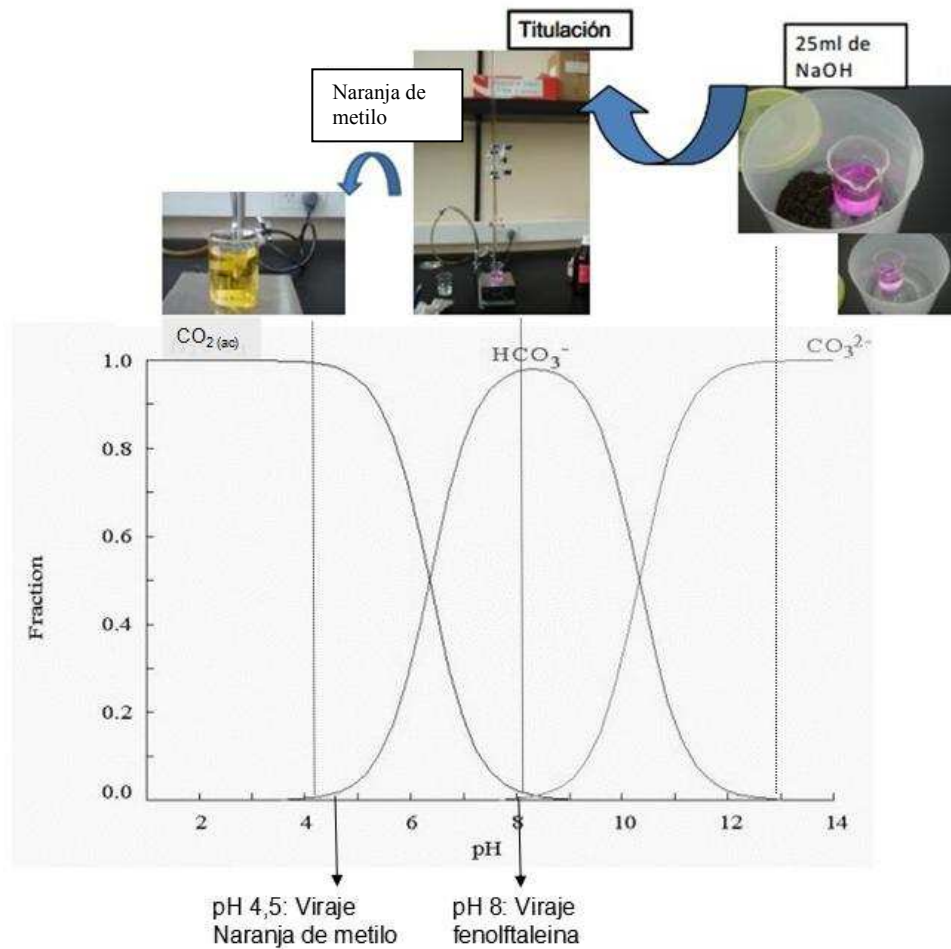 Titulación
25ml de
NaOH
Naranja de
metilo
CO2 (ac)
HCO3−
CO3 2-
1.0
0.8
0.6
0.4
0.2
0.0
Fraction
2 4 6 8 10 12 14
pH
pH 4,5: Viraje
Naranja de metilo
pH 8: Viraje
fenolftaleina